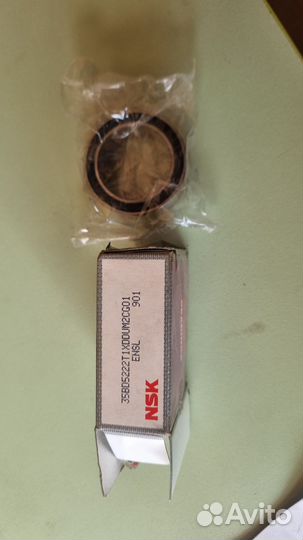 35BD5222T1XDDUM2CG01
901
ENSL
NSK
Avito